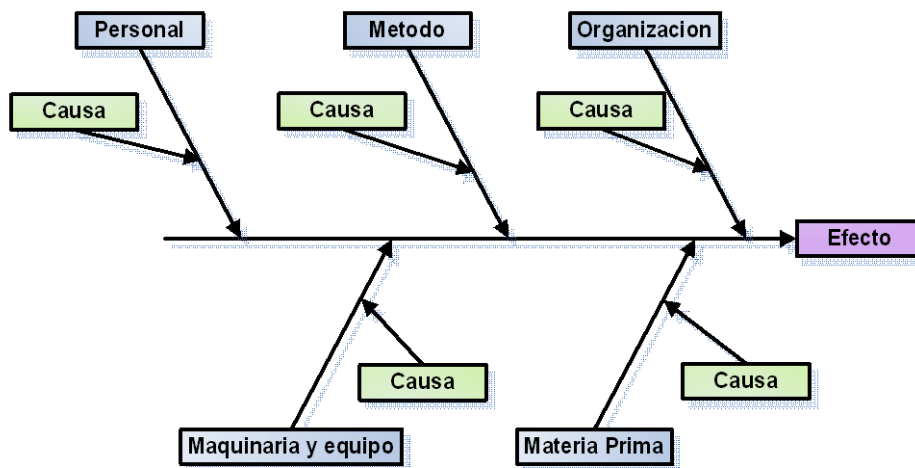 Personal
Metodo
Organizacion
Causa
Causa
Causa
Efecto
Causa
Causa
Maquinaria y equipo
Materia Prima